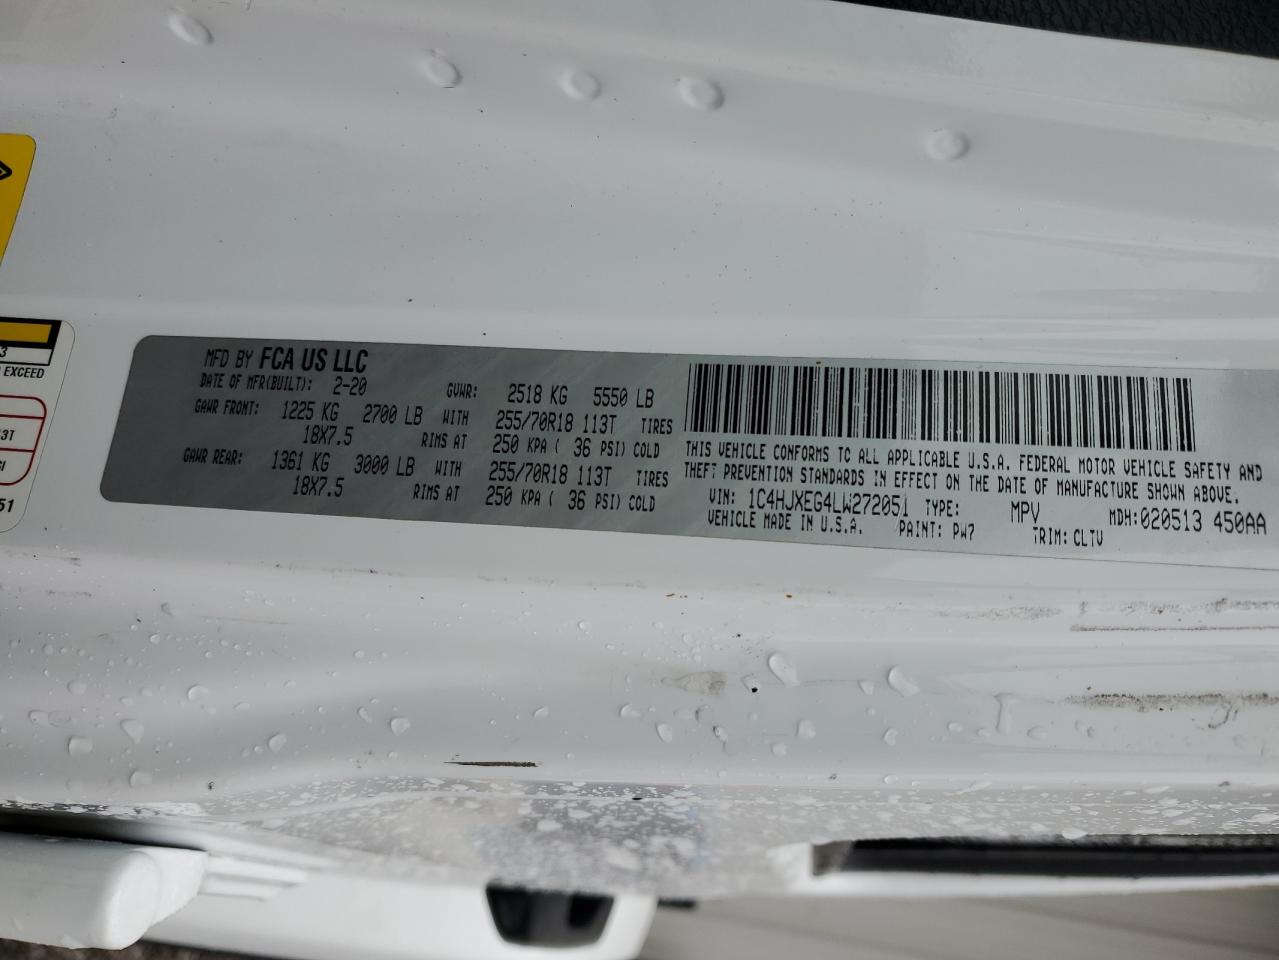 MFD BY FCA US LLC
DATE OF MFR(BUILT): 2-20 GVWR: 2518 KG 5550 LB
GAWR FRONT: 1225 KG 2700 LB WITH 255/70R18 113T TIRES
18X7.5 RIMS AT 250 KPA ( 36 PSI) COLD
GAWR REAR: 1361 KG 3000 LB WITH 255/70R18 113T TIRES
18X7.5 RIMS AT 250 KPA ( 36 PSI) COLD
THIS VEHICLE CONFORMS TO ALL APPLICABLE U.S.A. FEDERAL MOTOR VEHICLE SAFETY AND
THEFT PREVENTION STANDARDS IN EFFECT ON THE DATE OF MANUFACTURE SHOWN ABOVE.
VIN: 1C4HJXEG4LW272051 TYPE: MPV MDH:020513 450AA
VEHICLE MADE IN U.S.A. PAINT: PW7 TRIM: CLTV
3
EXCEED
3T
51